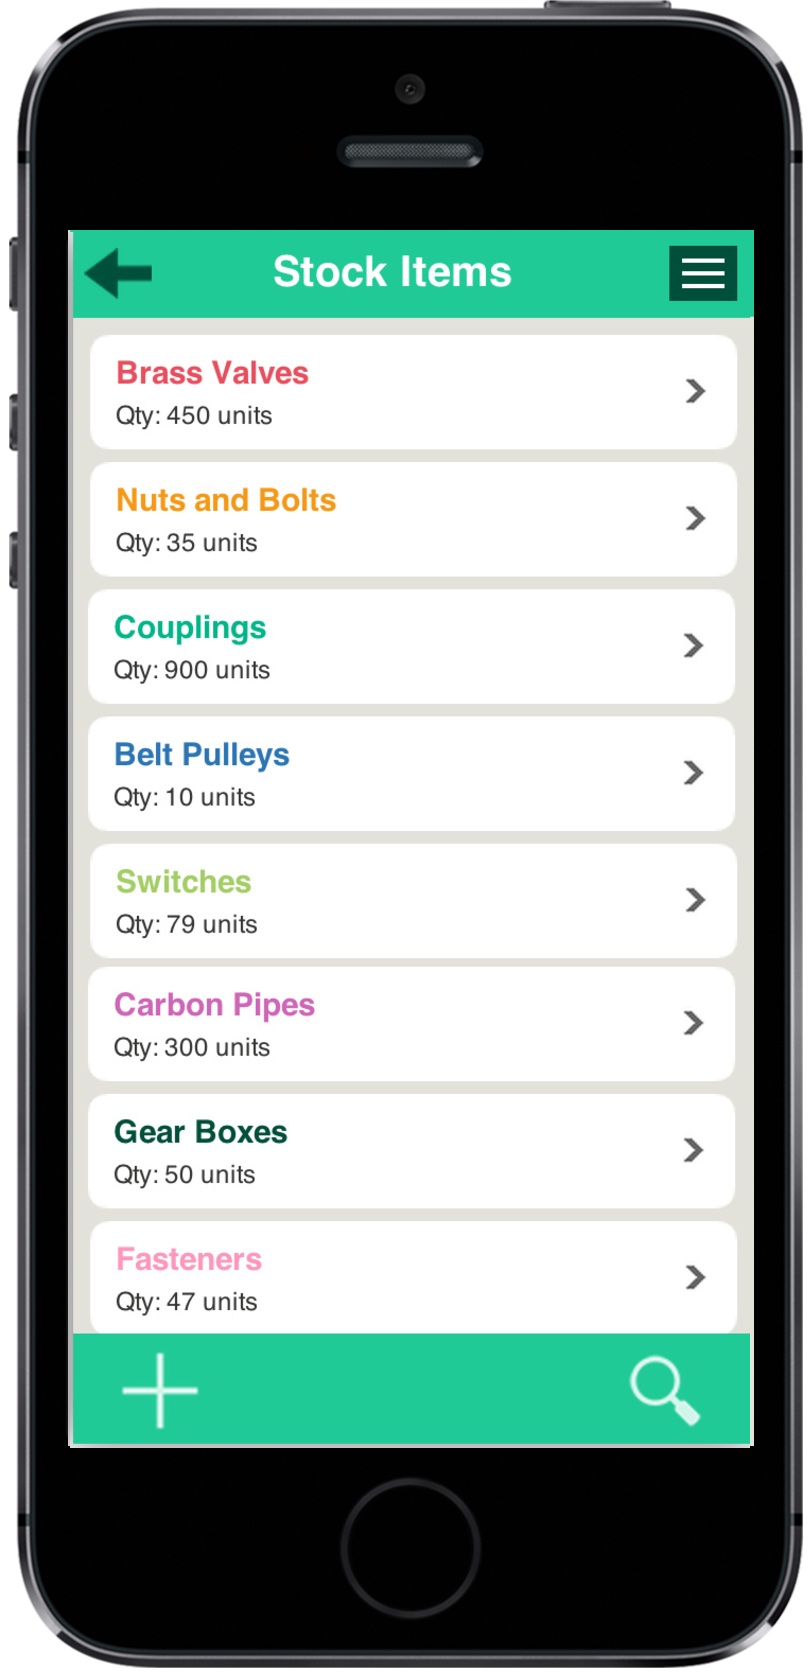 Stock Items
Brass Valves
Qty: 450 units
Nuts and Bolts
Qty: 35 units
Couplings
Qty: 900 units
Belt Pulleys
Qty: 10 units
Switches
Qty: 79 units
Carbon Pipes
Qty: 300 units
Gear Boxes
Qty: 50 units
Fasteners
Qty: 47 units